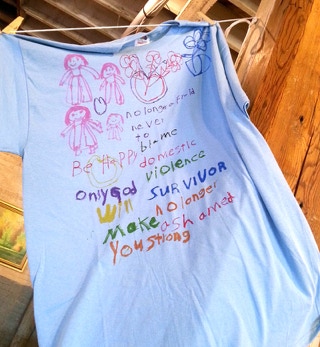 no longer afraid
never
to
blame
Be Happy domestic
violence
only God SURVIVOR
Will no longer
Make ashamed
You strong